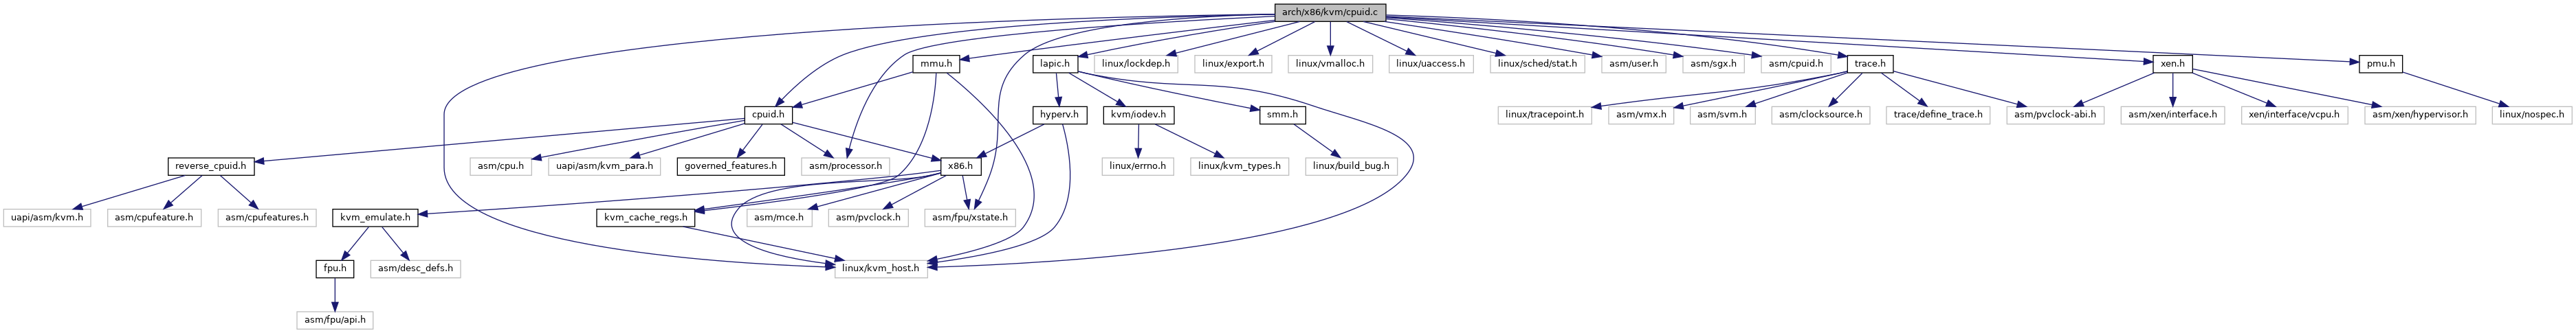 arch/x86/kvm/cpuid.c
mmu.h
lapic.h
linux/lockdep.h
linux/export.h
linux/vmalloc.h
linux/uaccess.h
linux/sched/stat.h
asm/user.h
asm/sgx.h
asm/cpuid.h
trace.h
xen.h
pmu.h
cpuid.h
hyperv.h
kvm/iodev.h
smm.h
linux/tracepoint.h
asm/vmx.h
asm/svm.h
asm/clocksource.h
trace/define_trace.h
asm/pvclock-abi.h
asm/xen/interface.h
xen/interface/vcpu.h
asm/xen/hypervisor.h
linux/nospec.h
reverse_cpuid.h
asm/cpu.h
uapi/asm/kvm_para.h
governed_features.h
asm/processor.h
x86.h
linux/errno.h
linux/kvm_types.h
linux/build_bug.h
uapi/asm/kvm.h
asm/cpufeature.h
asm/cpufeatures.h
kvm_emulate.h
kvm_cache_regs.h
asm/mce.h
asm/pvclock.h
asm/fpu/xstate.h
fpu.h
asm/desc_defs.h
linux/kvm_host.h
asm/fpu/api.h